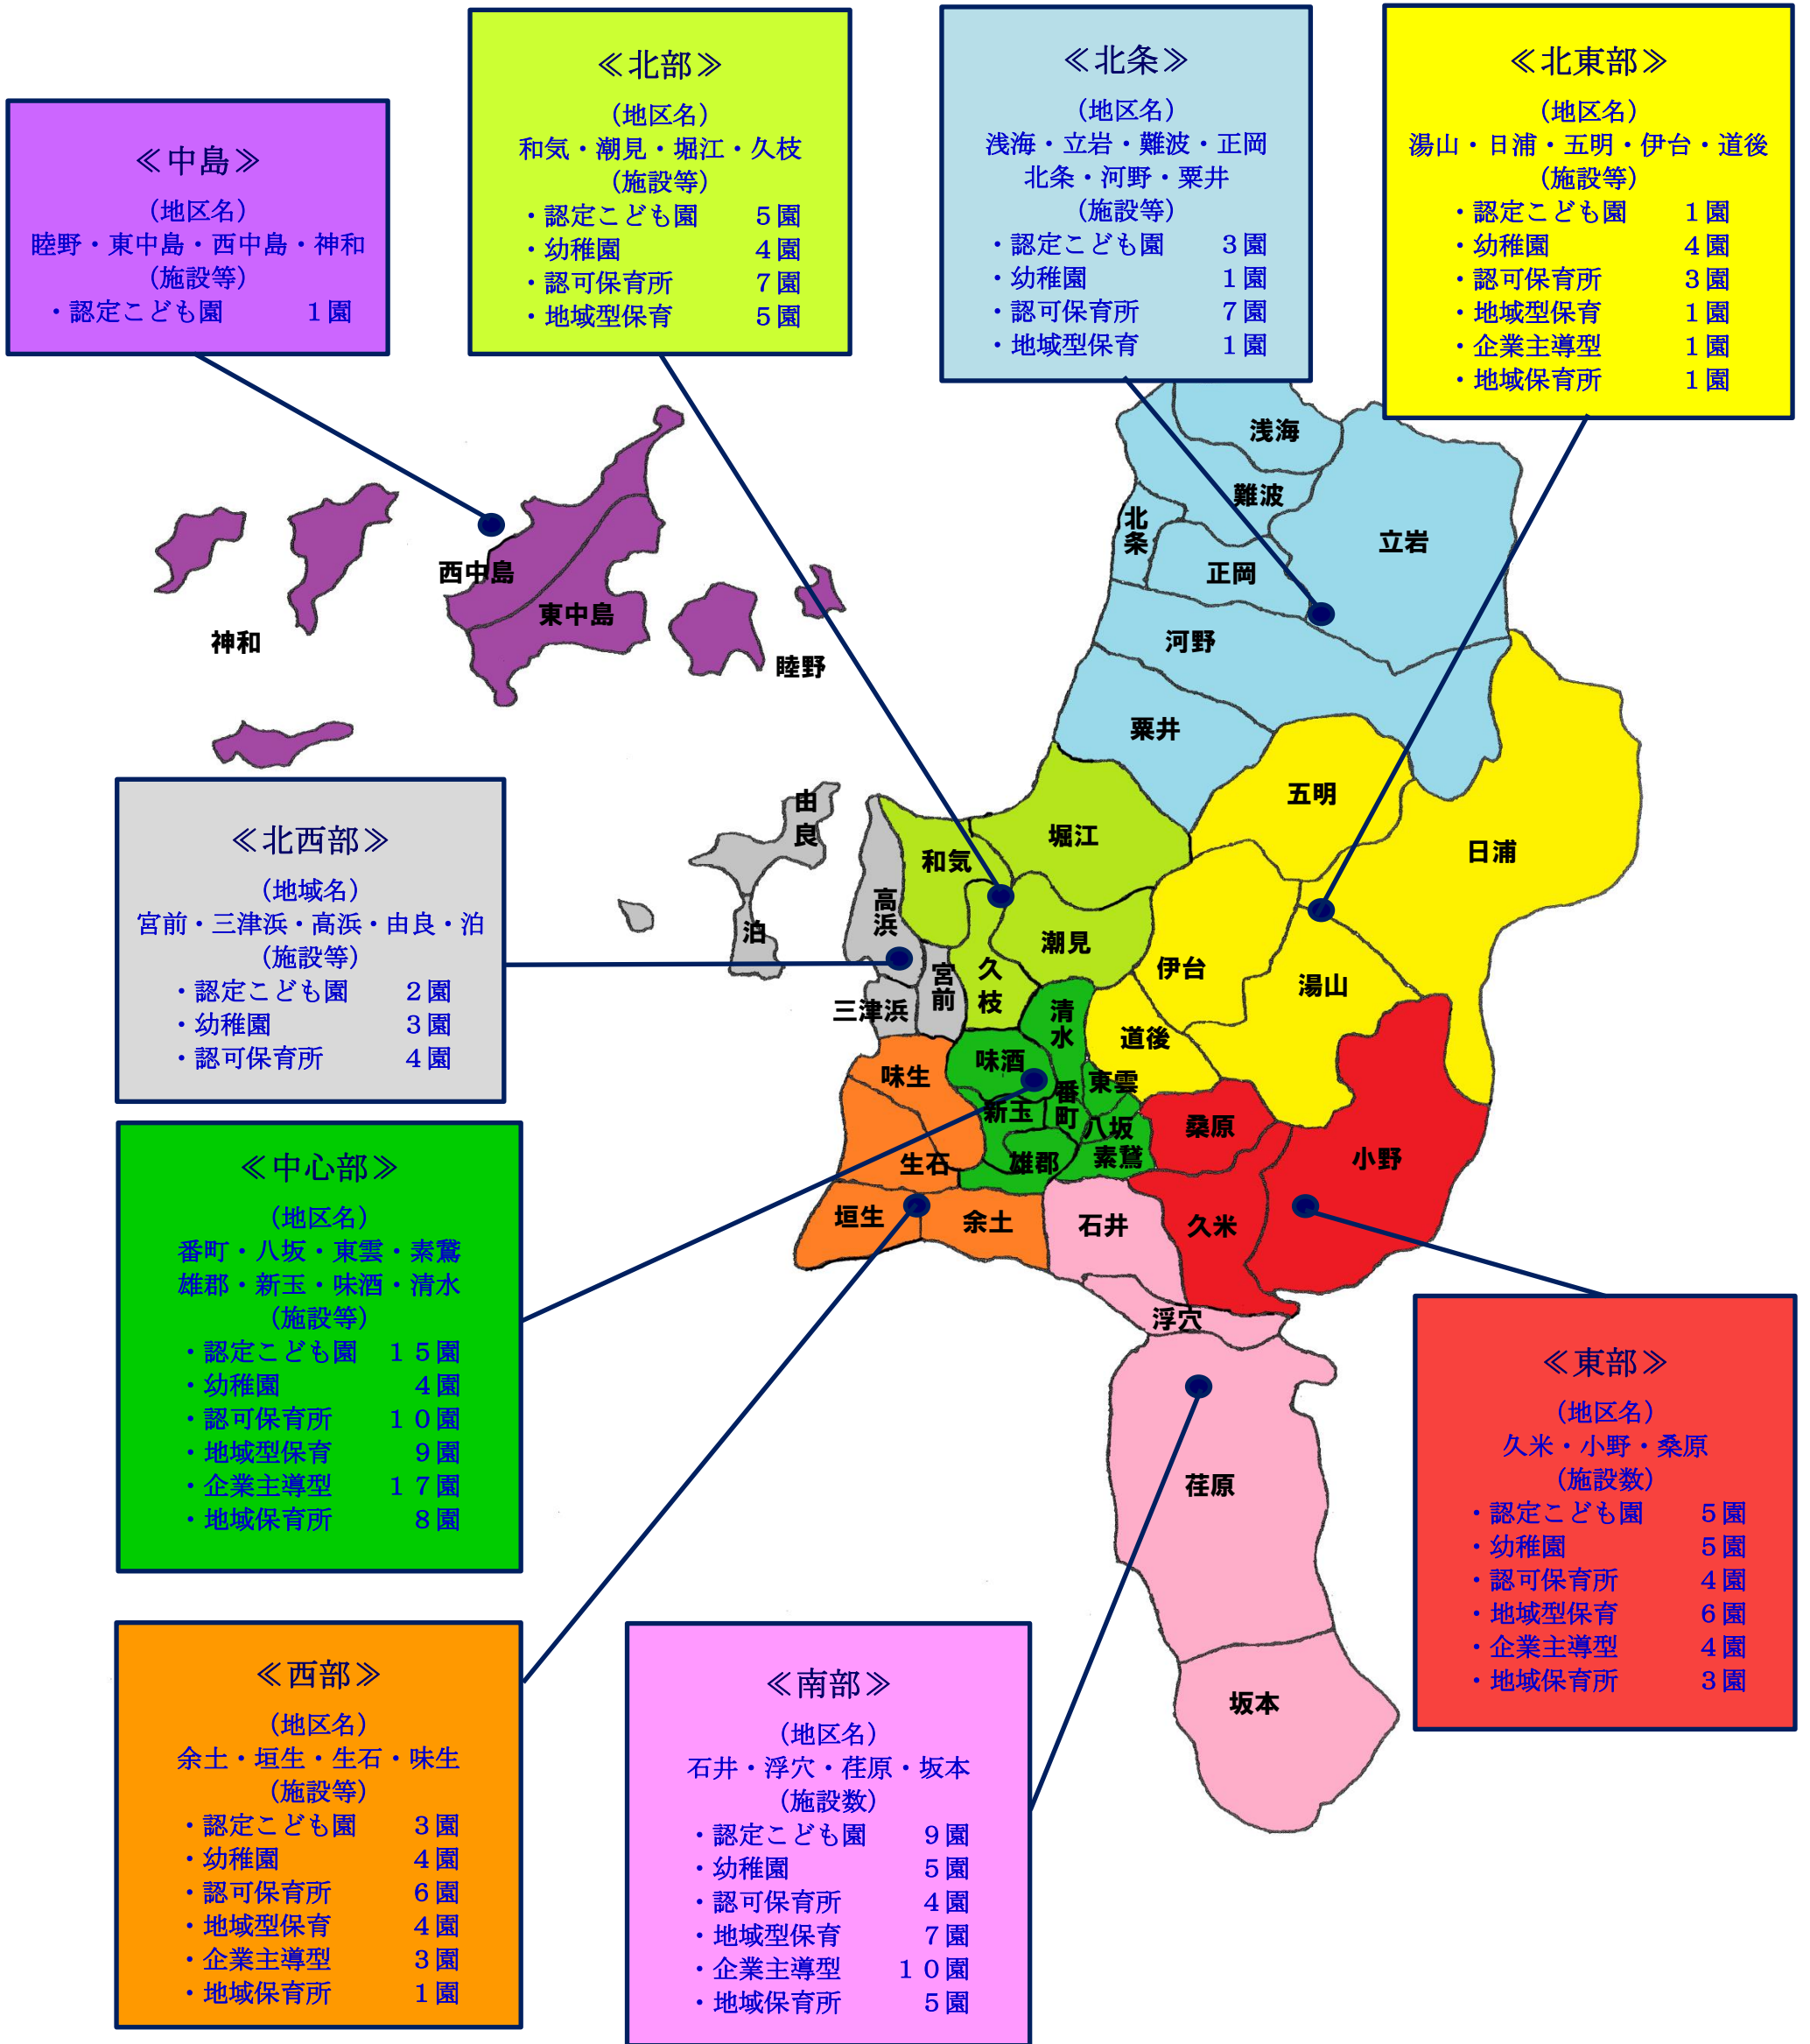 ≪中島≫
（地区名）
睦野・東中島・西中島・神和
（施設等）
・認定こども園　１園
≪北部≫
（地区名）
和気・潮見・堀江・久枝
（施設等）
・認定こども園　５園
・幼稚園　４園
・認可保育所　７園
・地域型保育　５園
≪北条≫
（地区名）
浅海・立岩・難波・正岡
北条・河野・粟井
（施設等）
・認定こども園　３園
・幼稚園　１園
・認可保育所　７園
・地域型保育　１園
≪北東部≫
（地区名）
湯山・日浦・五明・伊台・道後
（施設等）
・認定こども園　１園
・幼稚園　４園
・認可保育所　３園
・地域型保育　１園
・企業主導型　１園
・地域保育所　１園
浅海
難波
北条
立岩
正岡
西中島
東中島
神和
河野
睦野
粟井
五明
由良
堀江
日浦
和気
高浜
泊
潮見
伊台
久枝
宮前
湯山
三津浜
清水
道後
味酒
味生
東雲
番町
新玉
八坂
桑原
素鵞
雄郡
生石
小野
垣生
余土
石井
久米
浮穴
荏原
坂本
≪北西部≫
（地域名）
宮前・三津浜・高浜・由良・泊
（施設等）
・認定こども園　２園
・幼稚園　３園
・認可保育所　４園
≪中心部≫
（地区名）
番町・八坂・東雲・素鵞
雄郡・新玉・味酒・清水
（施設等）
・認定こども園　１５園
・幼稚園　４園
・認可保育所　１０園
・地域型保育　９園
・企業主導型　１７園
・地域保育所　８園
≪東部≫
（地区名）
久米・小野・桑原
（施設数）
・認定こども園　５園
・幼稚園　５園
・認可保育所　４園
・地域型保育　６園
・企業主導型　４園
・地域保育所　３園
≪西部≫
（地区名）
余土・垣生・生石・味生
（施設等）
・認定こども園　３園
・幼稚園　４園
・認可保育所　６園
・地域型保育　４園
・企業主導型　３園
・地域保育所　１園
≪南部≫
（地区名）
石井・浮穴・荏原・坂本
（施設数）
・認定こども園　９園
・幼稚園　５園
・認可保育所　４園
・地域型保育　７園
・企業主導型　１０園
・地域保育所　５園